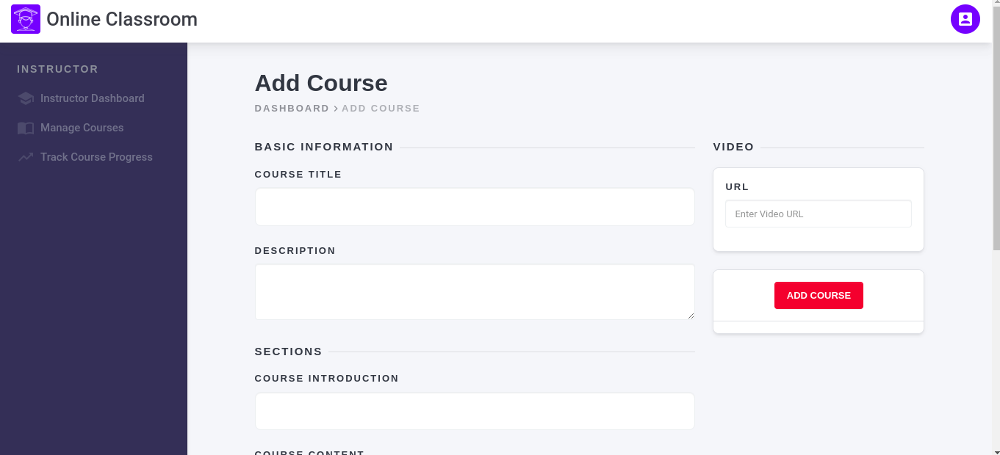 Online Classroom
INSTRUCTOR
Instructor Dashboard
Manage Courses
Track Course Progress
Add Course
DASHBOARD > ADD COURSE
BASIC INFORMATION
COURSE TITLE
DESCRIPTION
SECTIONS
COURSE INTRODUCTION
COURSE CONTENT
VIDEO
URL
Enter Video URL
ADD COURSE